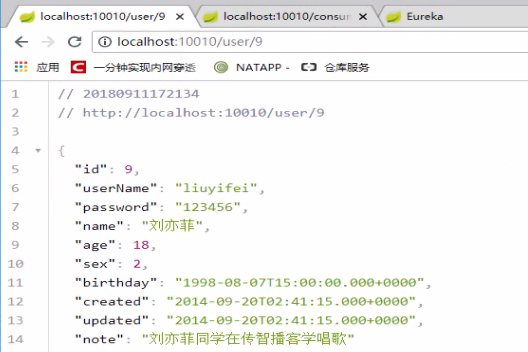 localhost:10010/user/9 × localhost:10010/consu × Eureka
localhost:10010/user/9
应用 C 一分钟实现内网穿透 NATAPP - 仓库服务
1 // 20180911172134
2 // http://localhost:10010/user/9
3
4 {
5 "id": 9,
6 "userName": "liuyifei",
7 "password": "123456",
8 "name": "刘亦菲",
9 "age": 18,
10 "sex": 2,
11 "birthday": "1998-08-07T15:00:00.000+0000",
12 "created": "2014-09-20T02:41:15.000+0000",
13 "updated": "2014-09-20T02:41:15.000+0000",
14 "note": "刘亦菲同学在传智播客学唱歌"